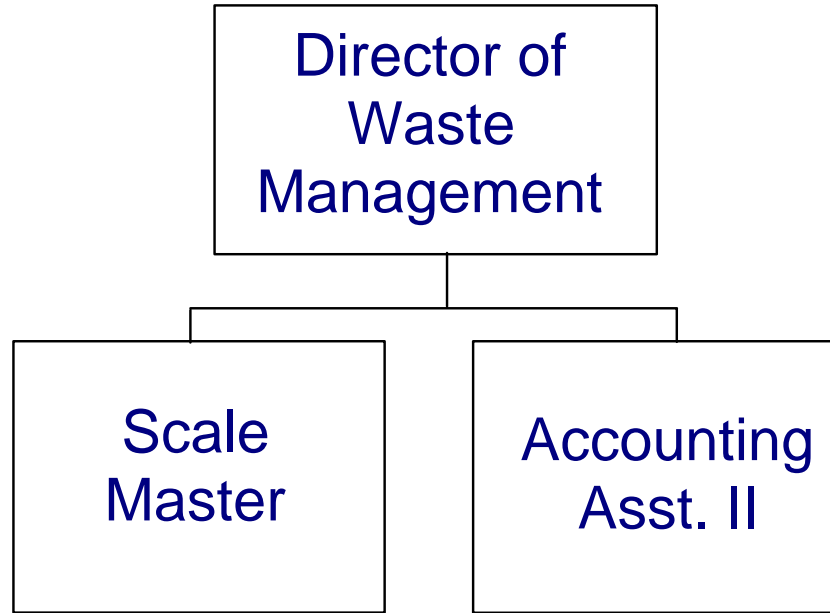 Director of
Waste
Management
Scale
Master
Accounting
Asst. II